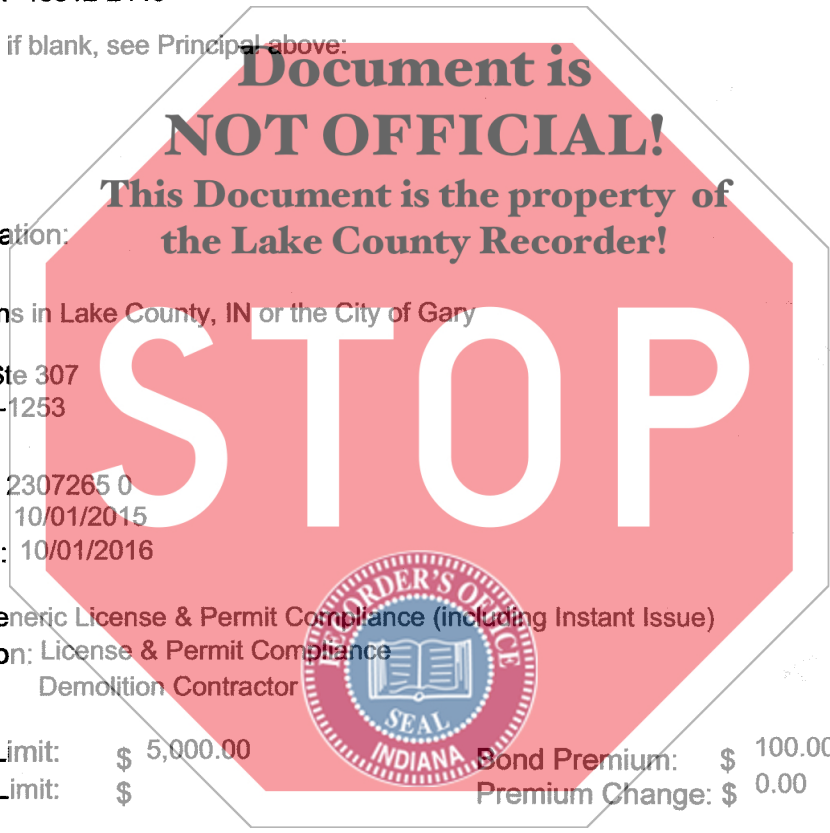 if blank, see Principal above:
Document is
NOT OFFICIAL!
This Document is the property of
the Lake County Recorder!
ation:
ns in Lake County, IN or the City of Gary
Ste 307
-1253
STOP
2307265 0
10/01/2015
: 10/01/2016
RECORDER'S OFFICE
SEAL
INDIANA
eneric License & Permit Compliance (including Instant Issue)
on: License & Permit Compliance
Demolition Contractor
Limit: $ 5,000.00 Bond Premium: $ 100.00
Limit: $ Premium Change: $ 0.00